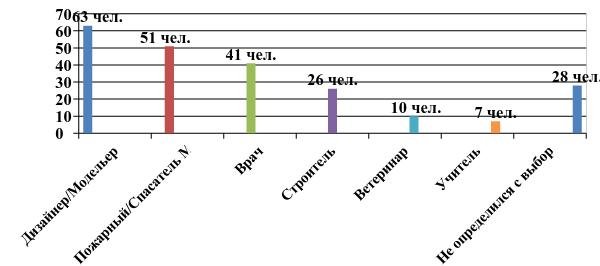 70
60
50
40
30
20
10
0
63 чел.
51 чел.
41 чел.
26 чел.
10 чел.
7 чел.
28 чел.
Дизайнер/Модельер
Пожарный/Спасатель
Врач
Строитель
Ветеринар
Учитель
Не определился с выбор